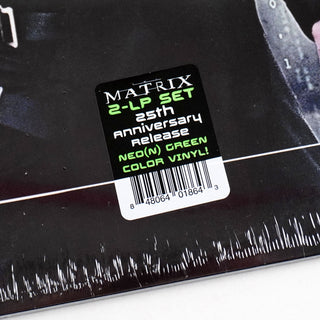 MATRIX
2-LP SET
25th
Anniversary
Release
NEO(N) GREEN
COLOR VINYL!
8 48064 01864 3